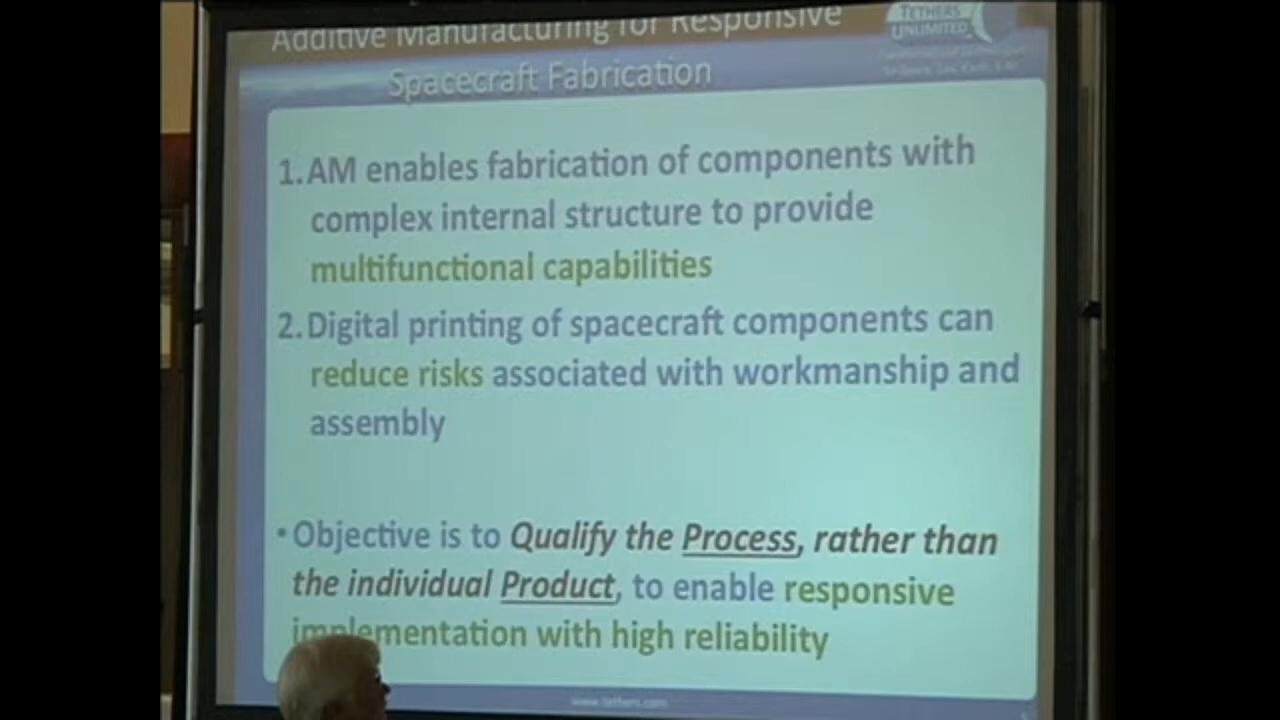 Additive Manufacturing for Responsive
Spacecraft Fabrication
TETHERS
UNLIMITED
1. AM enables fabrication of components with
complex internal structure to provide
multifunctional capabilities
2. Digital printing of spacecraft components can
reduce risks associated with workmanship and
assembly
• Objective is to Qualify the Process, rather than
the individual Product, to enable responsive
implementation with high reliability
www.tethers.com